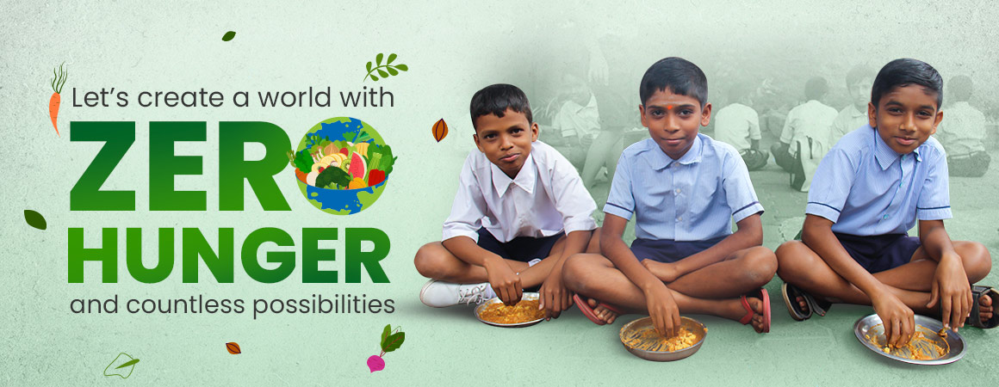 Let's create a world with
ZERO
HUNGER
and countless possibilities